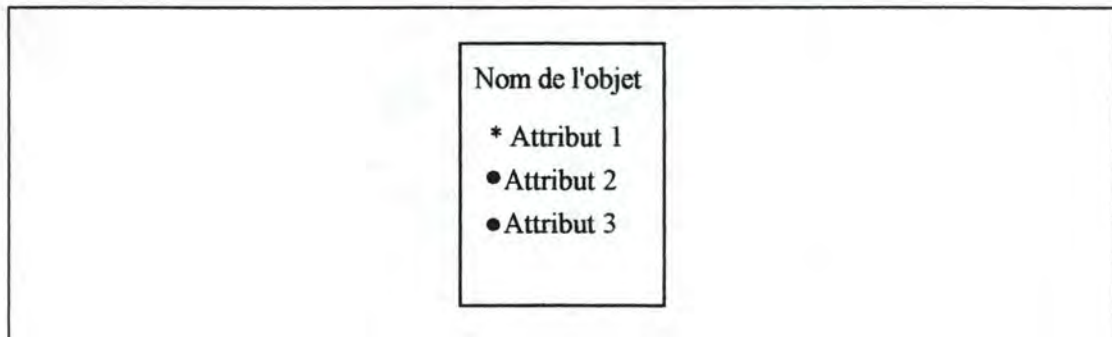 Nom de l'objet
* Attribut 1
● Attribut 2
● Attribut 3